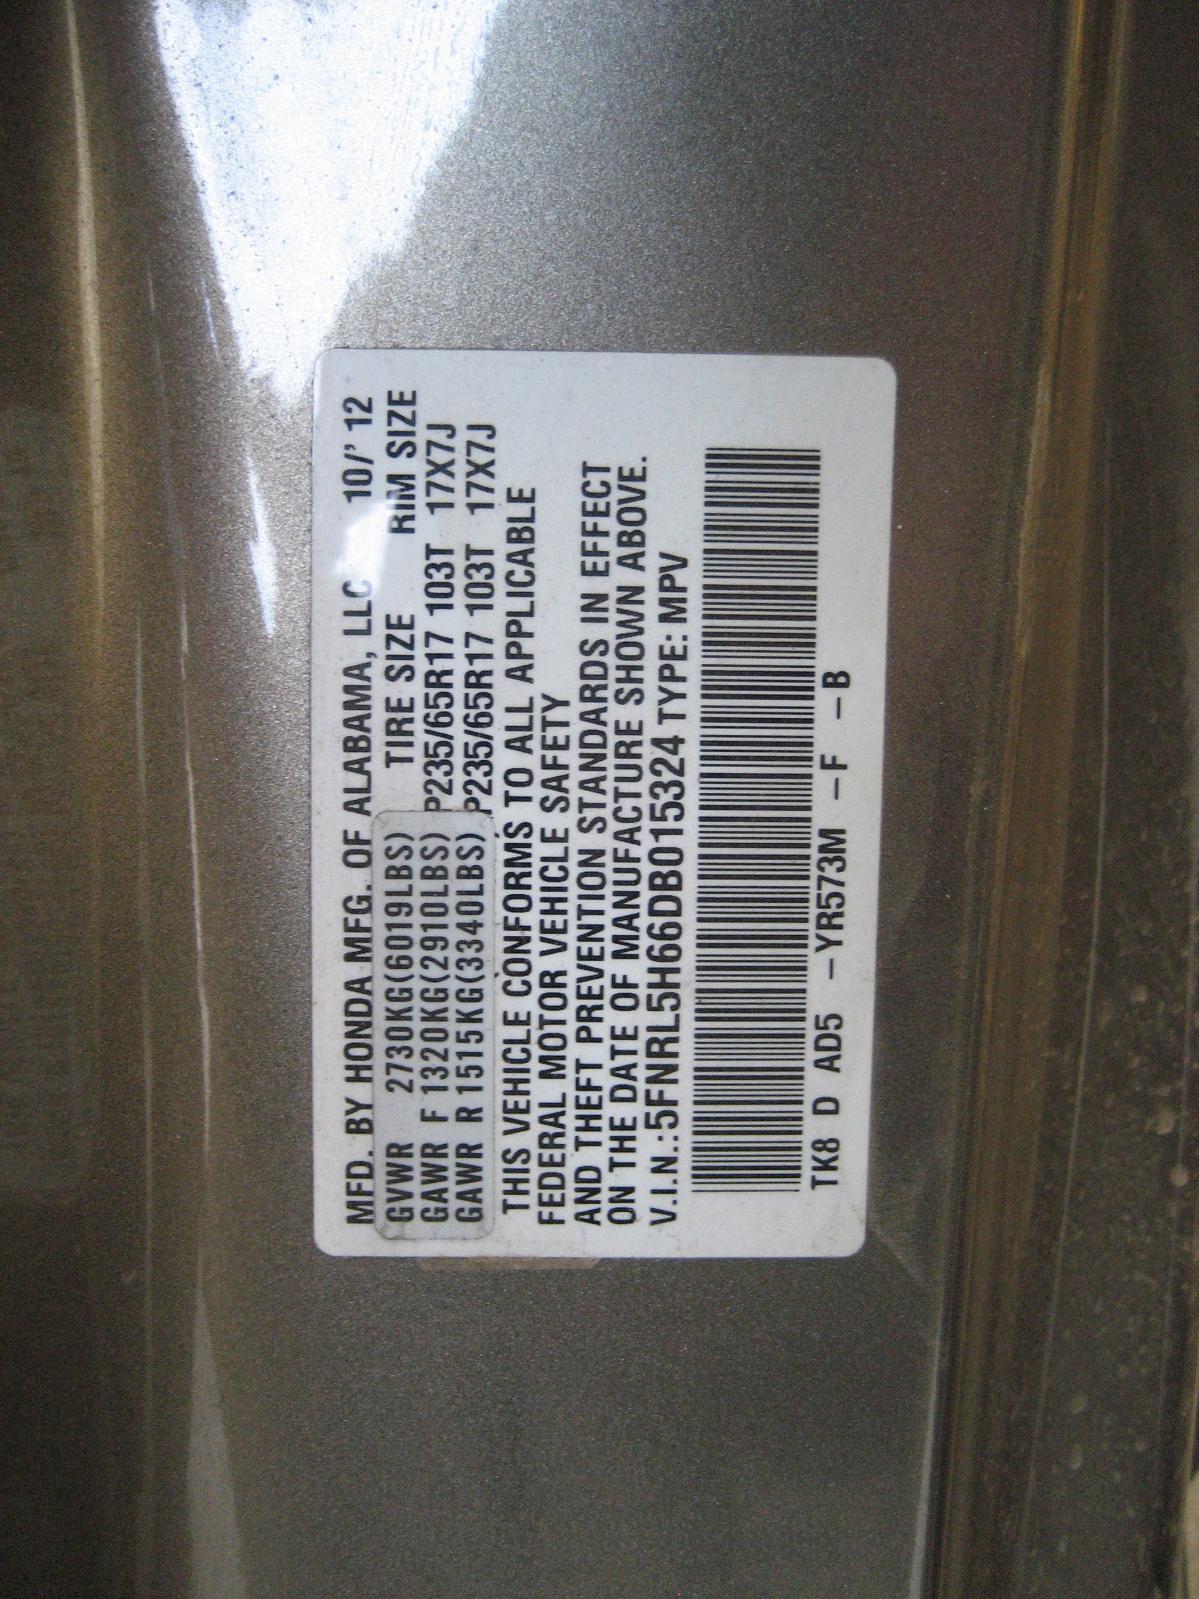 MFD. BY HONDA MFG. OF ALABAMA, LLC 10/' 12
TIRE SIZE RIM SIZE
GVWR 2730KG(6019LBS)
GAWR F 1320KG(2910LBS) P235/65R17 103T 17X7J
GAWR R 1515KG(3340LBS) P235/65R17 103T 17X7J
THIS VEHICLE CONFORMS TO ALL APPLICABLE
FEDERAL MOTOR VEHICLE SAFETY
AND THEFT PREVENTION STANDARDS IN EFFECT
ON THE DATE OF MANUFACTURE SHOWN ABOVE.
V.I.N.:5FNRL5H66DB015324 TYPE: MPV
TK8 D AD5 –YR573M –F –B